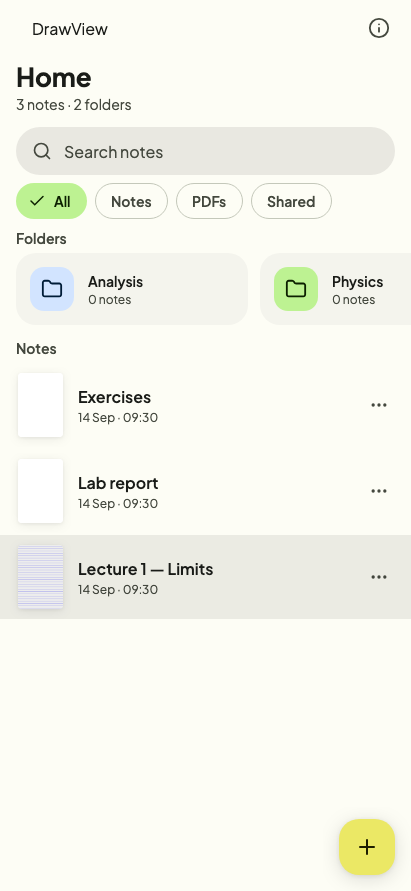 DrawView
Home
3 notes · 2 folders
Search notes
All Notes PDFs Shared
Folders
Analysis
0 notes
Physics
0 notes
Notes
Exercises
14 Sep · 09:30
Lab report
14 Sep · 09:30
Lecture 1 — Limits
14 Sep · 09:30